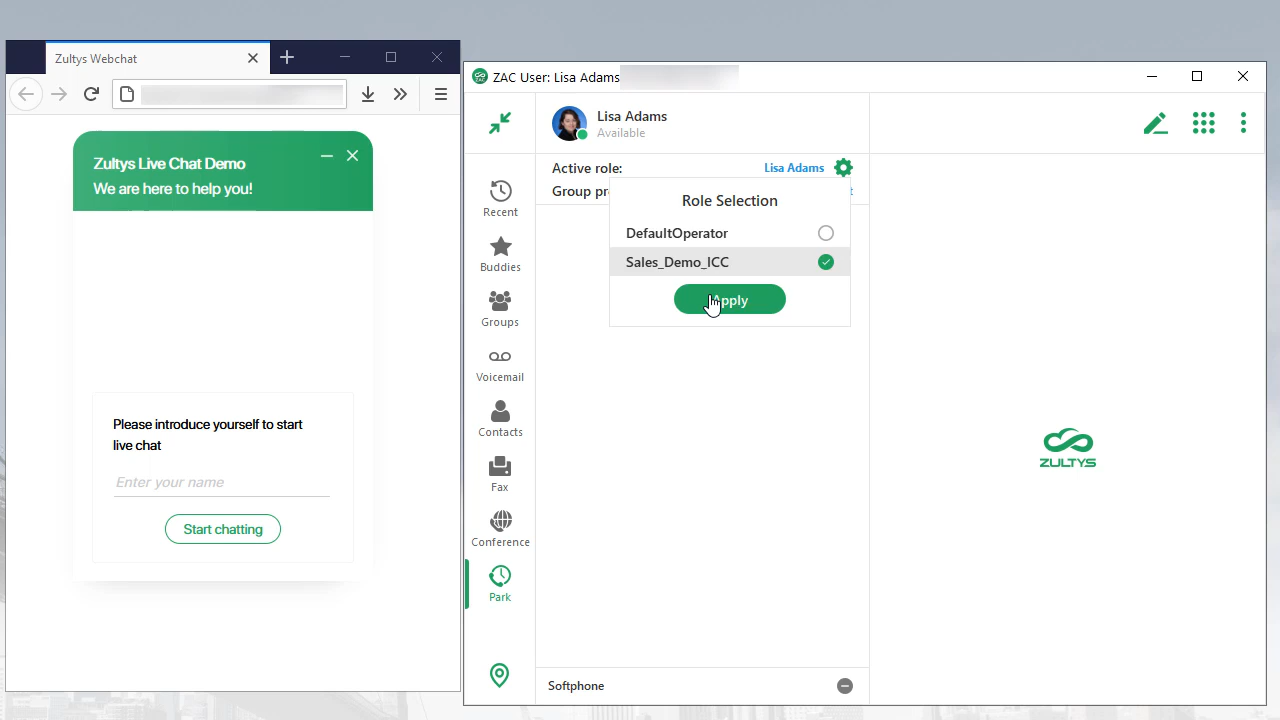 Zultys Webchat
Zultys Live Chat Demo
We are here to help you!
Please introduce yourself to start
live chat
Enter your name
Start chatting
ZAC
ZAC User: Lisa Adams
Lisa Adams
Available
Active role:
Lisa Adams
Group pr
t
Role Selection
DefaultOperator
Sales_Demo_ICC
Apply
Recent
Buddies
Groups
Voicemail
Contacts
Fax
Conference
Park
ZULTYS
Softphone